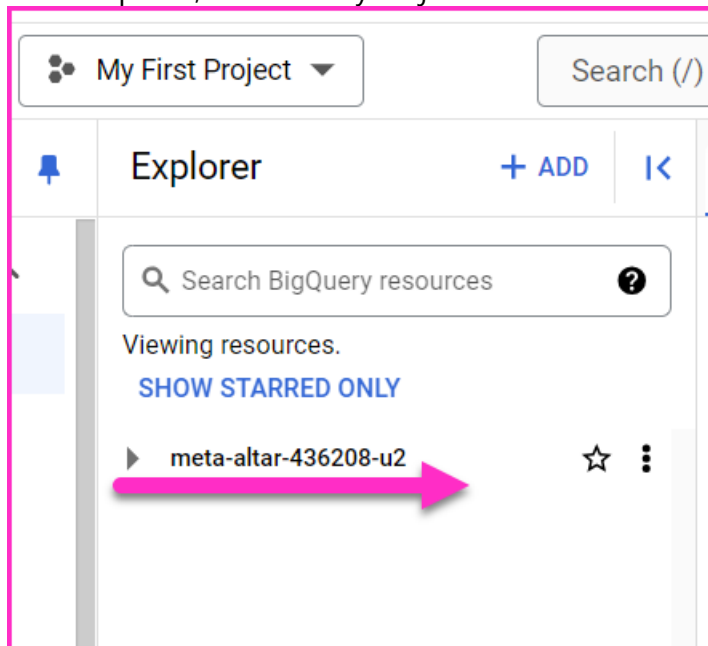 My First Project
Search (/)
Explorer
+ ADD
Search BigQuery resources
Viewing resources.
SHOW STARRED ONLY
meta-altar-436208-u2